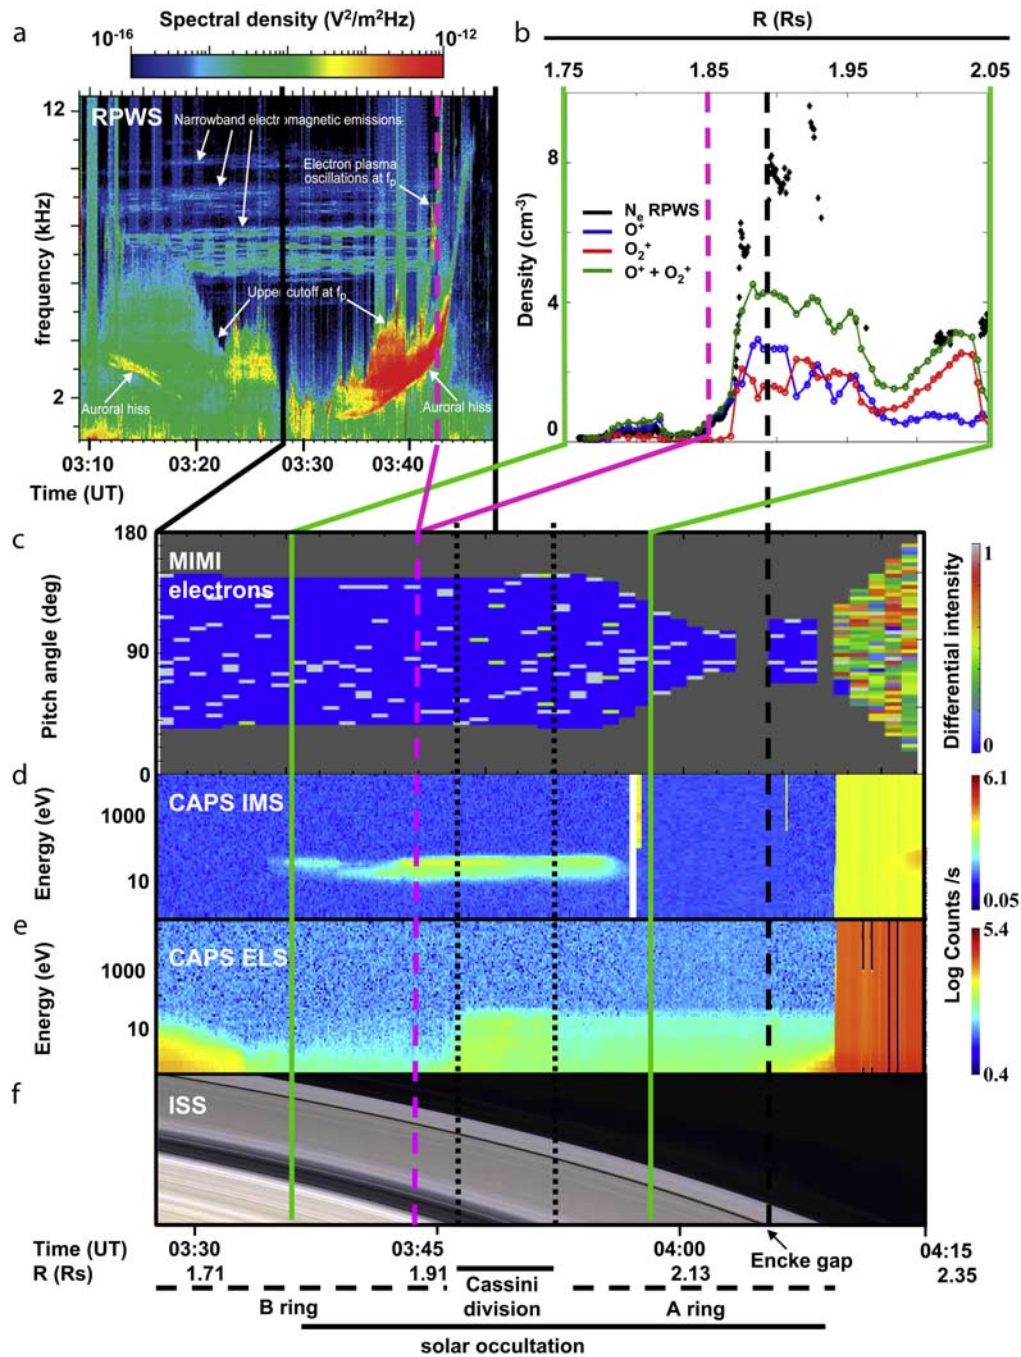 a
Spectral density (V²/m²Hz)
10⁻¹⁶
10⁻¹²
RPWS
Narrowband electromagnetic emissions
Electron plasma
oscillations at fₚ
Upper cutoff at fₚ
Auroral hiss
Auroral hiss
frequency (kHz)
12
2
03:10
03:20
03:30
03:40
Time (UT)
b
R (Rs)
1.75
1.85
1.95
2.05
Density (cm⁻³)
8
4
0
Nₑ RPWS
O⁺
O₂⁺
O⁺ + O₂⁺
c
MIMI
electrons
Pitch angle (deg)
180
90
0
Differential intensity
1
0
d
CAPS IMS
Energy (eV)
1000
10
6.1
0.05
Log Counts /s
e
CAPS ELS
Energy (eV)
1000
10
5.4
0.4
f
ISS
Time (UT)
03:30
03:45
04:00
04:15
Encke gap
R (Rs)
1.71
1.91
2.13
2.35
Cassini
division
B ring
A ring
solar occultation